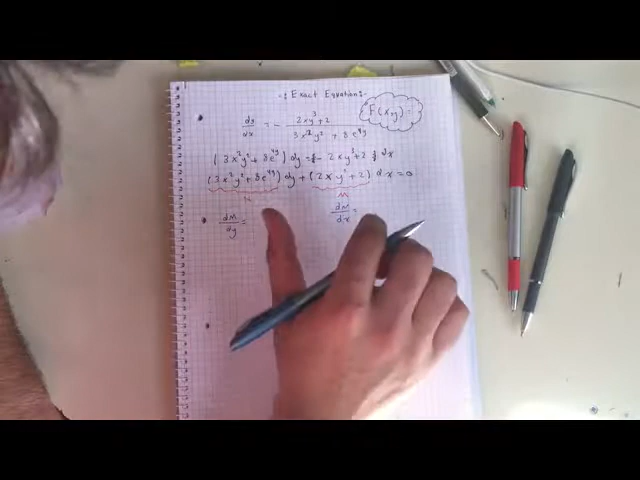 -: Exact Equation :-
dy/dx = - 2xy³+2 / 3x²y² + 8e^4y
F(x,y)
(3x²y² + 8e^4y) dy = {- 2xy³+2} dx
(3x²y² + 8e^4y) dy + (2xy³+2) dx = 0
N M
dM/dy = dN/dx =